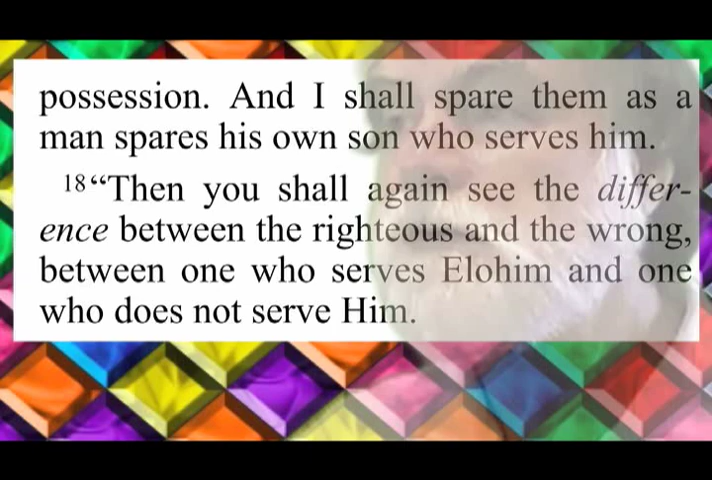 possession. And I shall spare them as a
man spares his own son who serves him.
18“Then you shall again see the differ-
ence between the righteous and the wrong,
between one who serves Elohim and one
who does not serve Him.